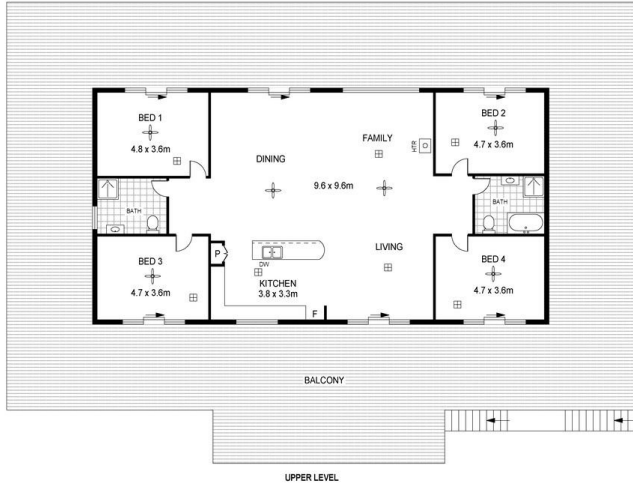 BED 1
4.8 x 3.6m
BED 2
4.7 x 3.6m
FAMILY
HTR
DINING
9.6 x 9.6m
BATH
BATH
LIVING
P
DW
KITCHEN
3.8 x 3.3m
F
BED 3
4.7 x 3.6m
BED 4
4.7 x 3.6m
BALCONY
UPPER LEVEL